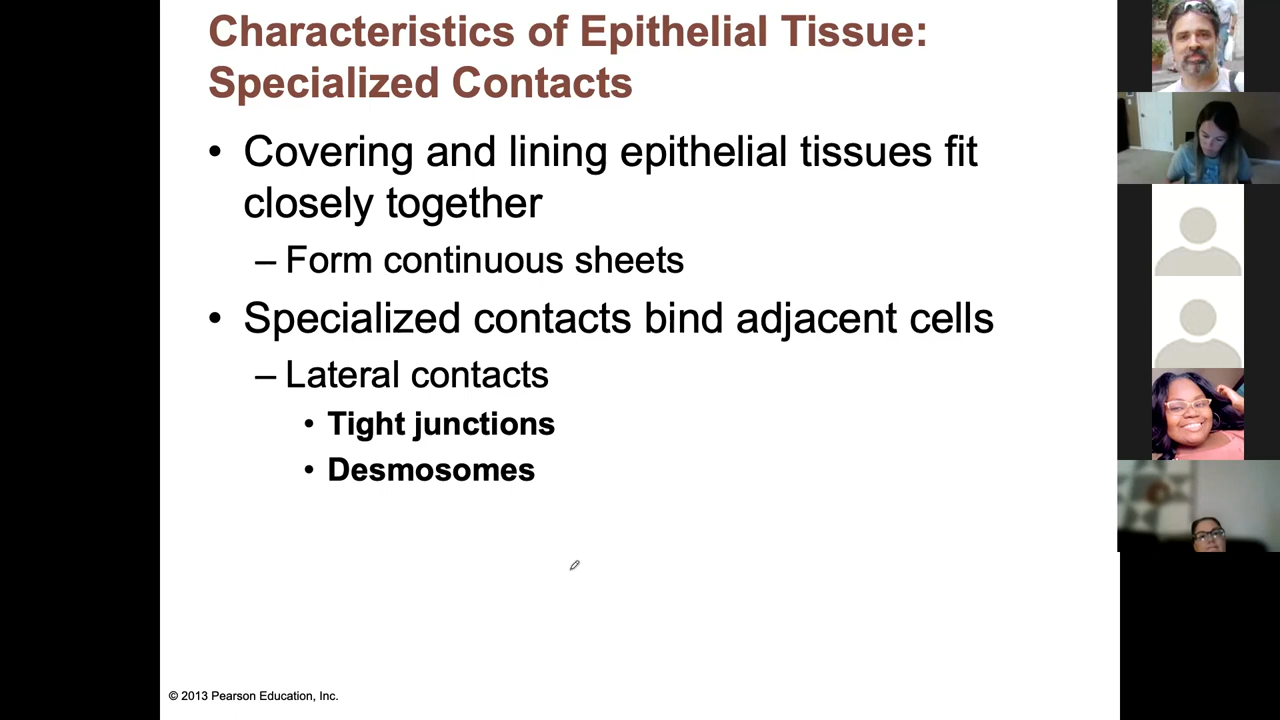 Characteristics of Epithelial Tissue:
Specialized Contacts
• Covering and lining epithelial tissues fit
closely together
– Form continuous sheets
• Specialized contacts bind adjacent cells
– Lateral contacts
• Tight junctions
• Desmosomes
© 2013 Pearson Education, Inc.